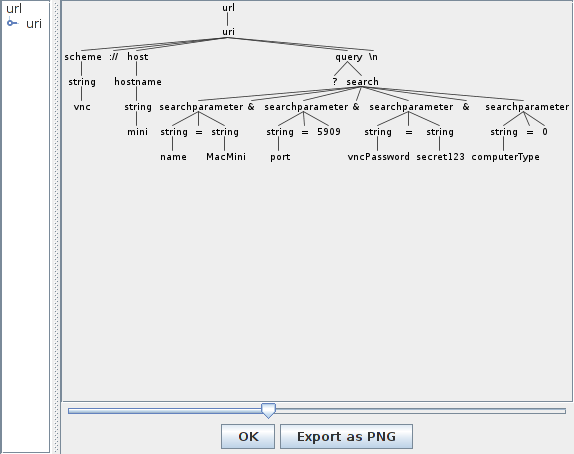 url
uri
url
uri
scheme :// host query \n
string hostname ? search
vnc string searchparameter & searchparameter & searchparameter & searchparameter
mini string = string string = 5909 string = string string = 0
name MacMini port vncPassword secret123 computerType
OK Export as PNG